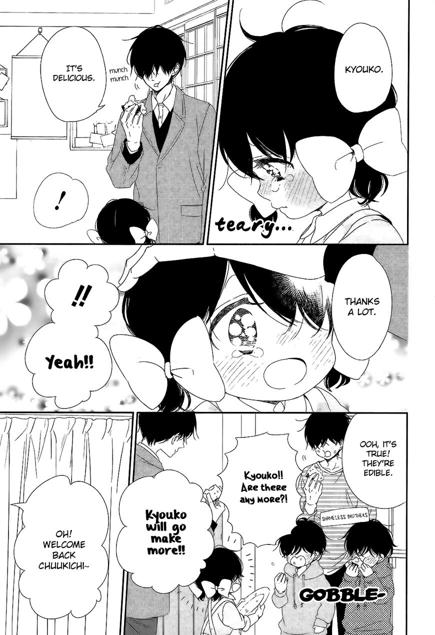 KYOUKO.
teary...
IT'S
DELICIOUS.
munch
munch
!
THANKS
A LOT.
!!
Yeah!!
OOH, IT'S
TRUE!
THEY'RE
EDIBLE.
SHAMELESS BROTHERS
GOBBLE-
Kyouko!!
Are there
any more?!
Kyouko
will go
make
more!!
OH!
WELCOME
BACK
CHUUKICHI~